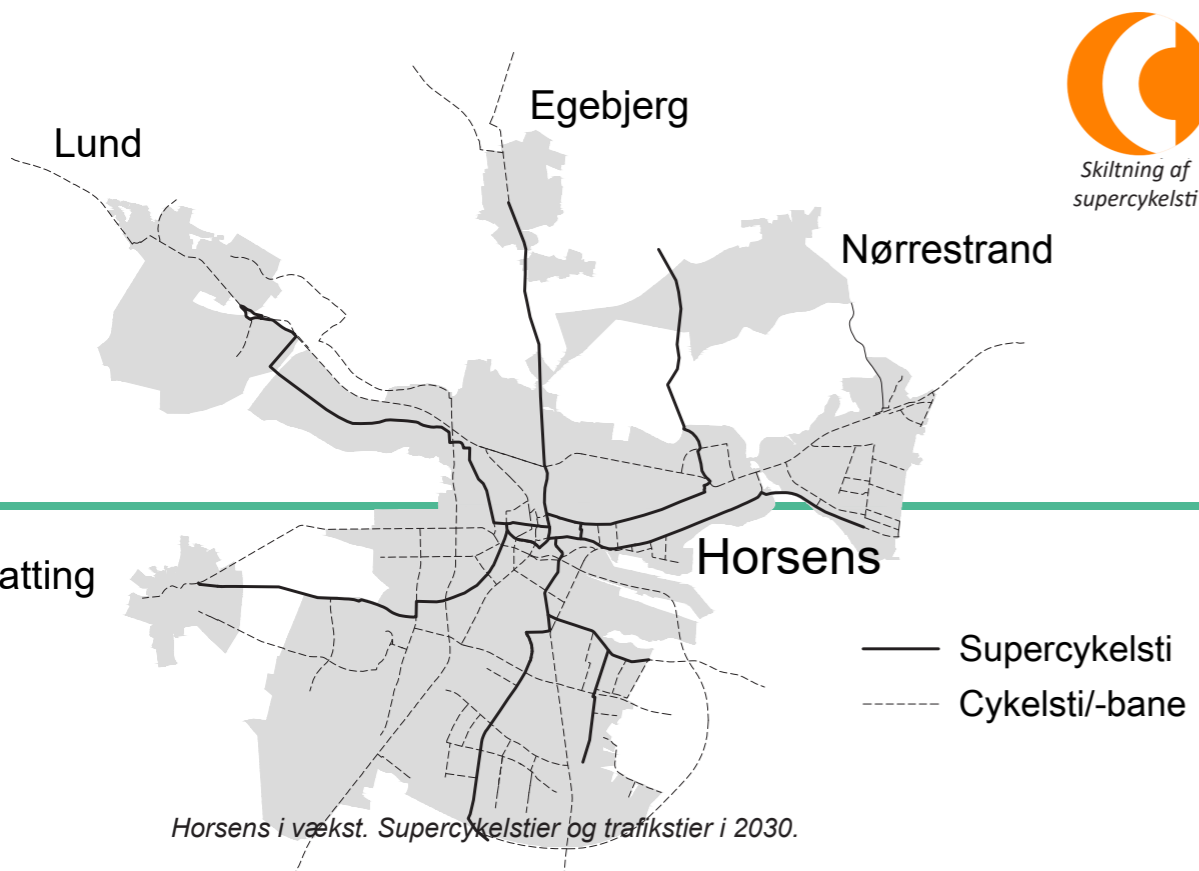 Egebjerg
Lund
Skiltning af
supercykelsti
Nørrestrand
Horsens
atting
Supercykelsti
Cykelsti/-bane
Horsens i vækst. Supercykelstier og trafikstier i 2030.